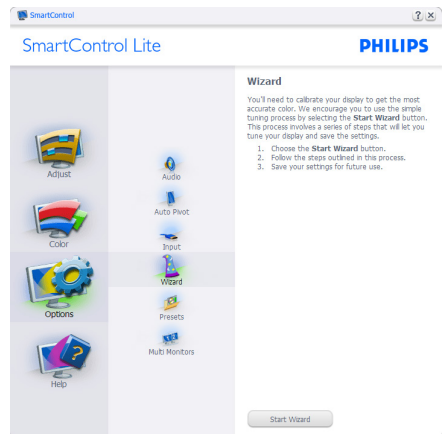 SmartControl
SmartControl Lite
PHILIPS
Adjust
Color
Options
Help
Audio
Auto Pivot
Input
Wizard
Presets
Multi Monitors
Wizard
You'll need to calibrate your display to get the most
accurate color. We encourage you to use the simple
tuning process by selecting the Start Wizard button.
This process involves a series of steps that will let you
tune your display and save the settings.
1. Choose the Start Wizard button.
2. Follow the steps outlined in this process.
3. Save your settings for future use.
Start Wizard